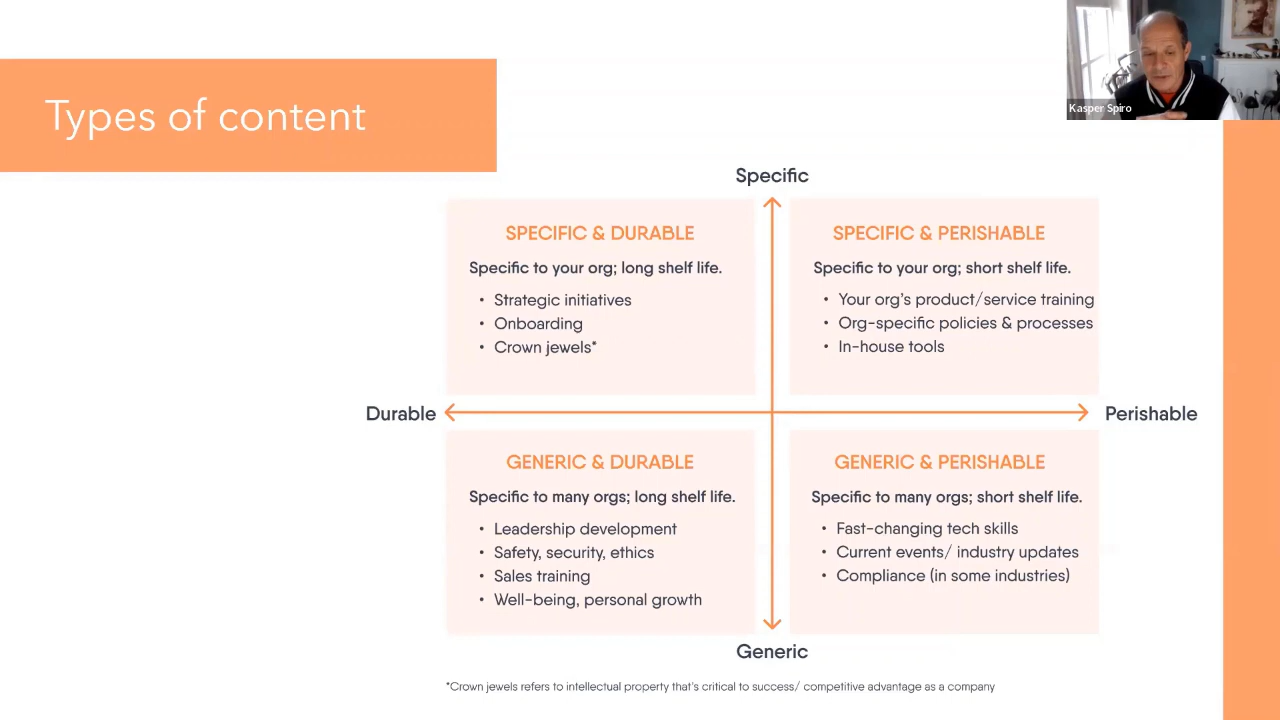 Kasper Spiro
Types of content
Specific
SPECIFIC & DURABLE
Specific to your org; long shelf life.
• Strategic initiatives
• Onboarding
• Crown jewels*
SPECIFIC & PERISHABLE
Specific to your org; short shelf life.
• Your org's product/service training
• Org-specific policies & processes
• In-house tools
Durable
Perishable
GENERIC & DURABLE
Specific to many orgs; long shelf life.
• Leadership development
• Safety, security, ethics
• Sales training
• Well-being, personal growth
GENERIC & PERISHABLE
Specific to many orgs; short shelf life.
• Fast-changing tech skills
• Current events/ industry updates
• Compliance (in some industries)
Generic
*Crown jewels refers to intellectual property that's critical to success/ competitive advantage as a company